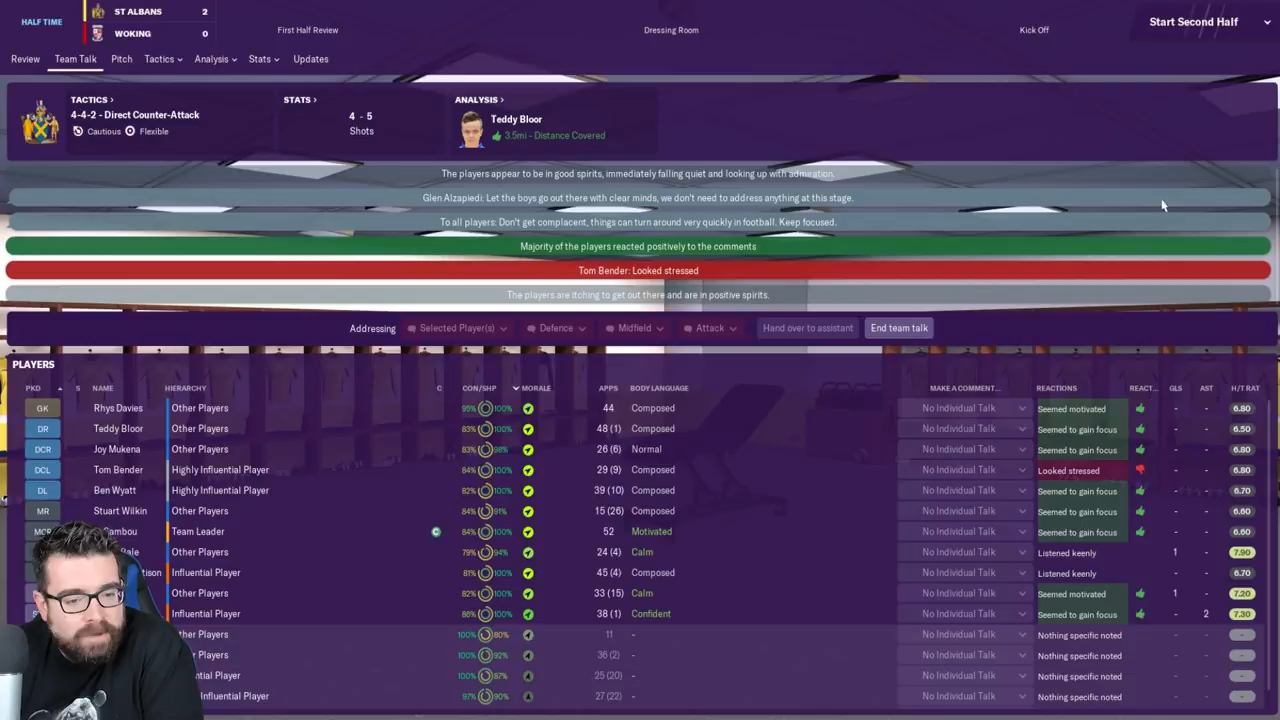 HALF TIME
ST ALBANS 2
WOKING 0
First Half Review
Dressing Room
Kick Off
Start Second Half
Review Team Talk Pitch Tactics Analysis Stats Updates
TACTICS >
4-4-2 - Direct Counter-Attack
Cautious Flexible
STATS >
4 - 5
Shots
ANALYSIS >
Teddy Bloor
3.5mi - Distance Covered
The players appear to be in good spirits, immediately falling quiet and looking up with admiration.
Glen Alzapiedi: Let the boys go out there with clear minds, we don't need to address anything at this stage.
To all players: Don't get complacent, things can turn around very quickly in football. Keep focused.
Majority of the players reacted positively to the comments
Tom Bender: Looked stressed
The players are itching to get out there and are in positive spirits.
Addressing Selected Player(s) Defence Midfield Attack Hand over to assistant End team talk
PLAYERS
PKD S NAME HIERARCHY C CON/SHP MORALE APPS BODY LANGUAGE MAKE A COMMENT... REACTIONS REACT... GLS AST H/T RAT
GK Rhys Davies Other Players 95% 100% 44 Composed No Individual Talk Seemed motivated - - 6.80
DR Teddy Bloor Other Players 83% 100% 48 (1) Composed No Individual Talk Seemed to gain focus - - 6.50
DCR Joy Mukena Other Players 83% 98% 26 (6) Normal No Individual Talk Seemed to gain focus - - 6.80
DCL Tom Bender Highly Influential Player 84% 100% 29 (9) Composed No Individual Talk Looked stressed - - 6.80
DL Ben Wyatt Highly Influential Player 82% 100% 39 (10) Composed No Individual Talk Seemed to gain focus - - 6.70
MR Stuart Wilkin Other Players 84% 91% 15 (26) Composed No Individual Talk Seemed to gain focus - - 6.60
Team Leader C 84% 100% 52 Motivated No Individual Talk Seemed to gain focus - - 6.60
Other Players 79% 94% 24 (4) Calm No Individual Talk Listened keenly 1 - 7.90
Influential Player 81% 100% 45 (4) Composed No Individual Talk Listened keenly - - 6.70
Other Players 82% 100% 33 (15) Calm No Individual Talk Seemed motivated 1 - 7.20
Influential Player 86% 100% 38 (1) Confident No Individual Talk Seemed to gain focus - 2 7.30
Other Players 100% 80% 11 - No Individual Talk Nothing specific noted - - -
Players 100% 92% 36 (2) - No Individual Talk Nothing specific noted - - -
Player 100% 87% 25 (20) - No Individual Talk Nothing specific noted - - -
Influential Player 97% 90% 27 (22) - No Individual Talk Nothing specific noted - - -